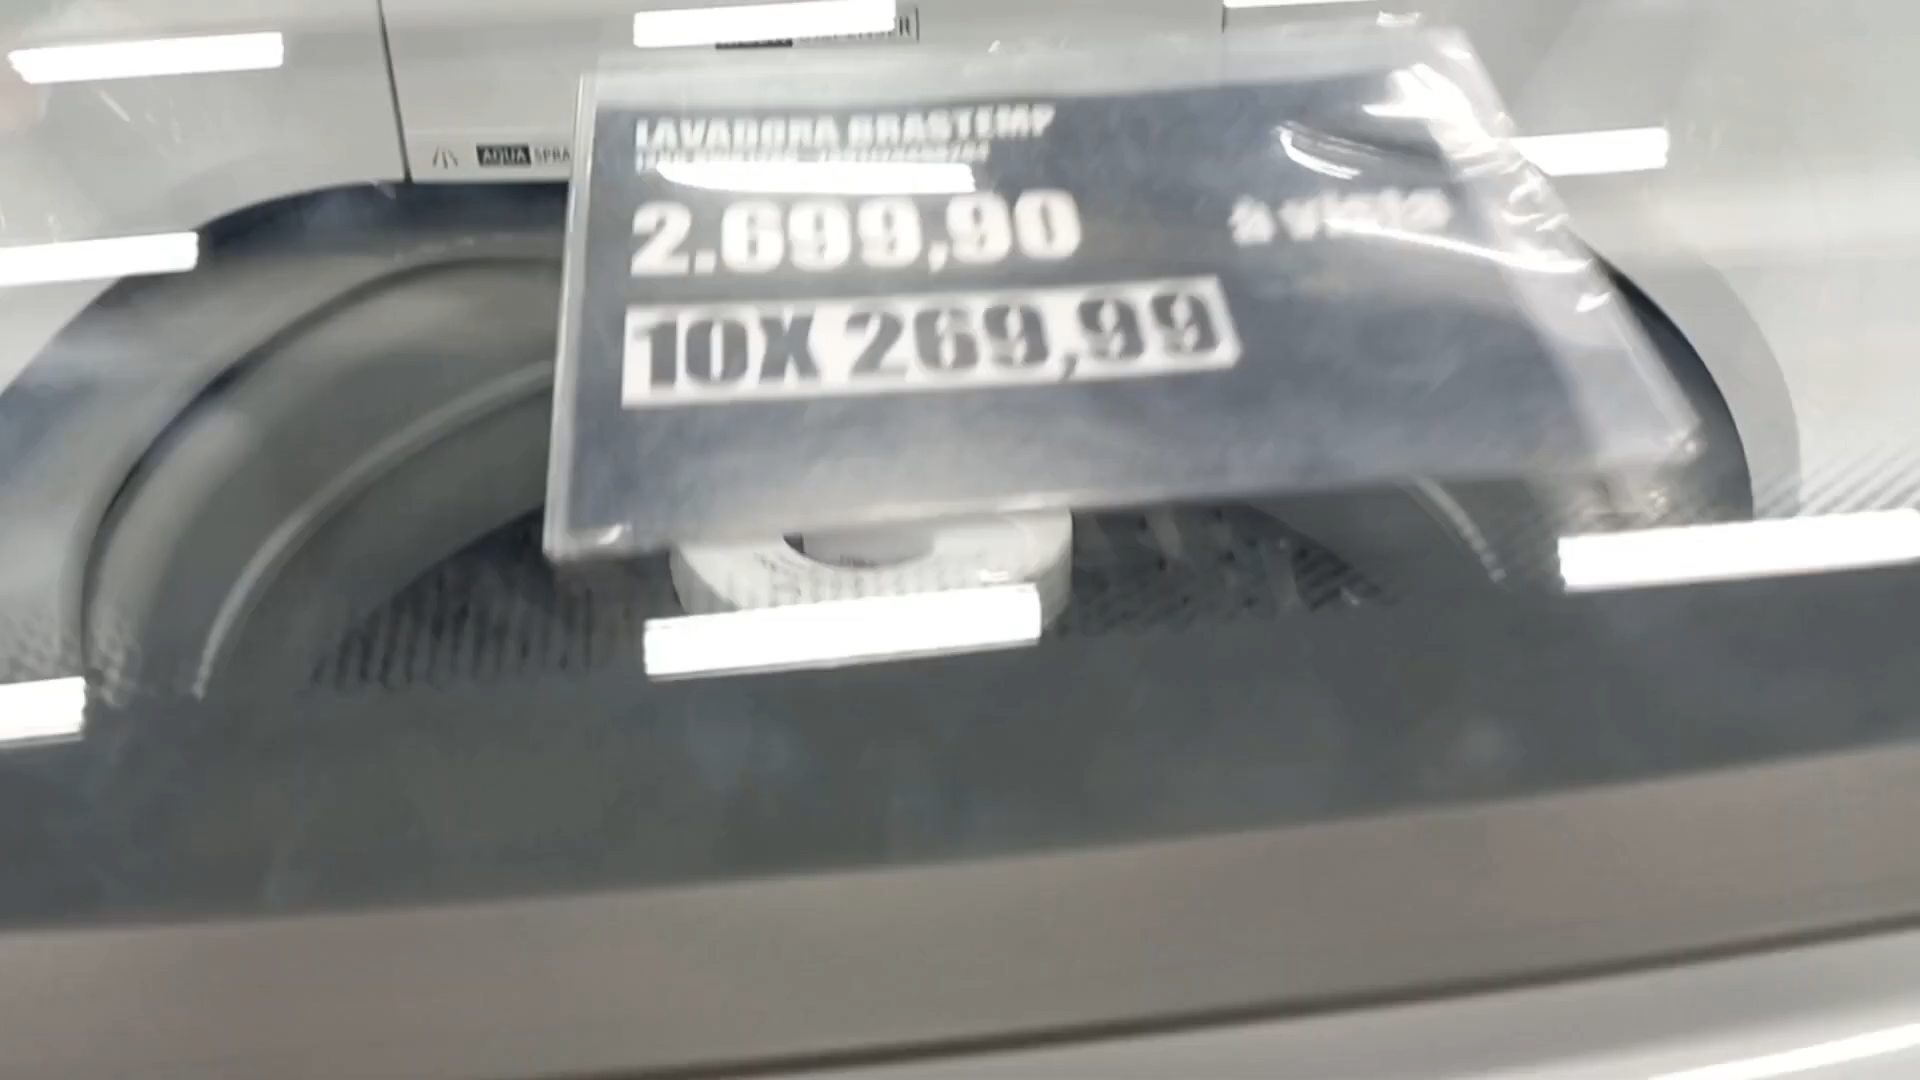 AQUA SPRA
LAVADORA BRASTEMP
2.699,90
à vista
10X 269,99